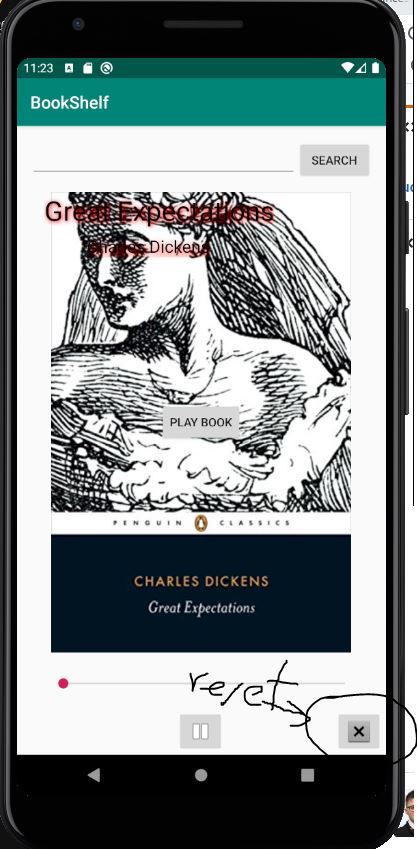 11:23
BookShelf
SEARCH
Great Expectations
Charles Dickens
PLAY BOOK
PENGUIN CLASSICS
CHARLES DICKENS
Great Expectations
reset